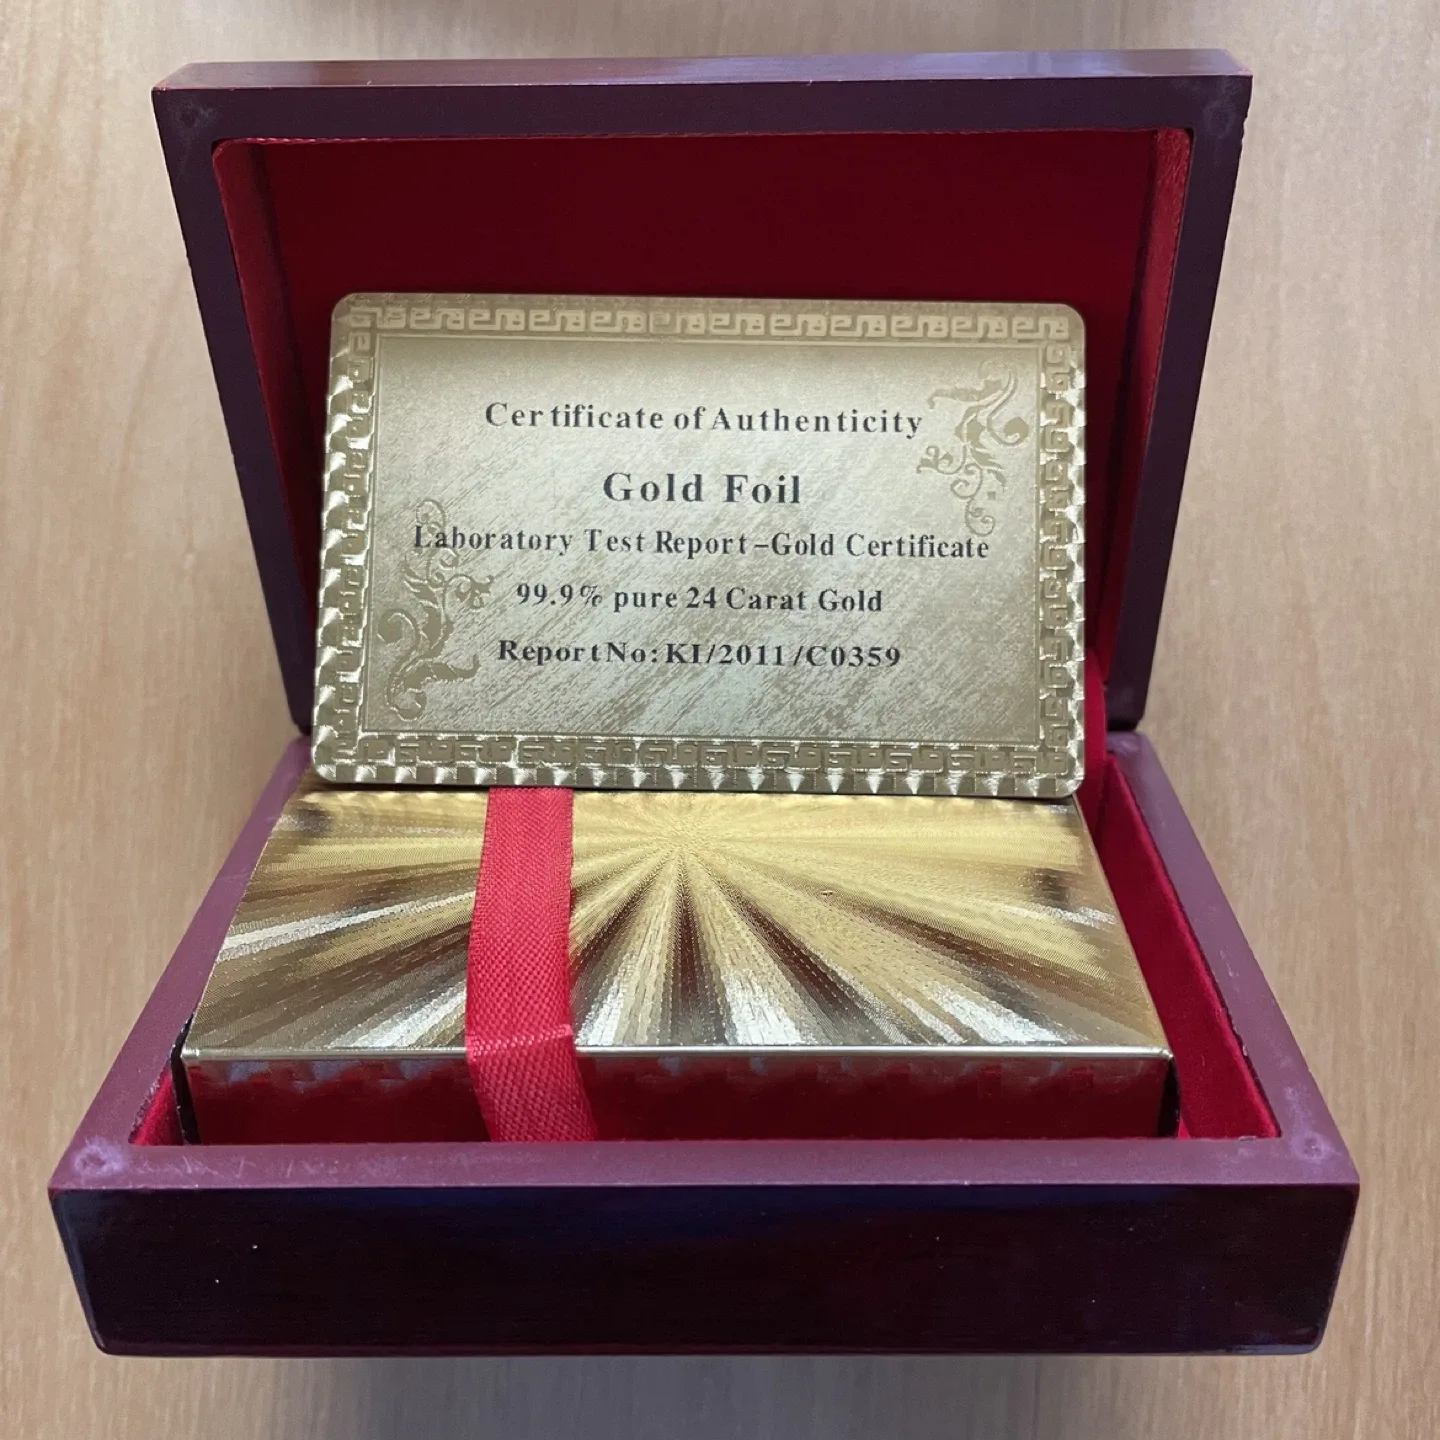 Certificate of Authenticity
Gold Foil
Laboratory Test Report-Gold Certificate
99.9% pure 24 Carat Gold
Report No: KI/2011/C0359